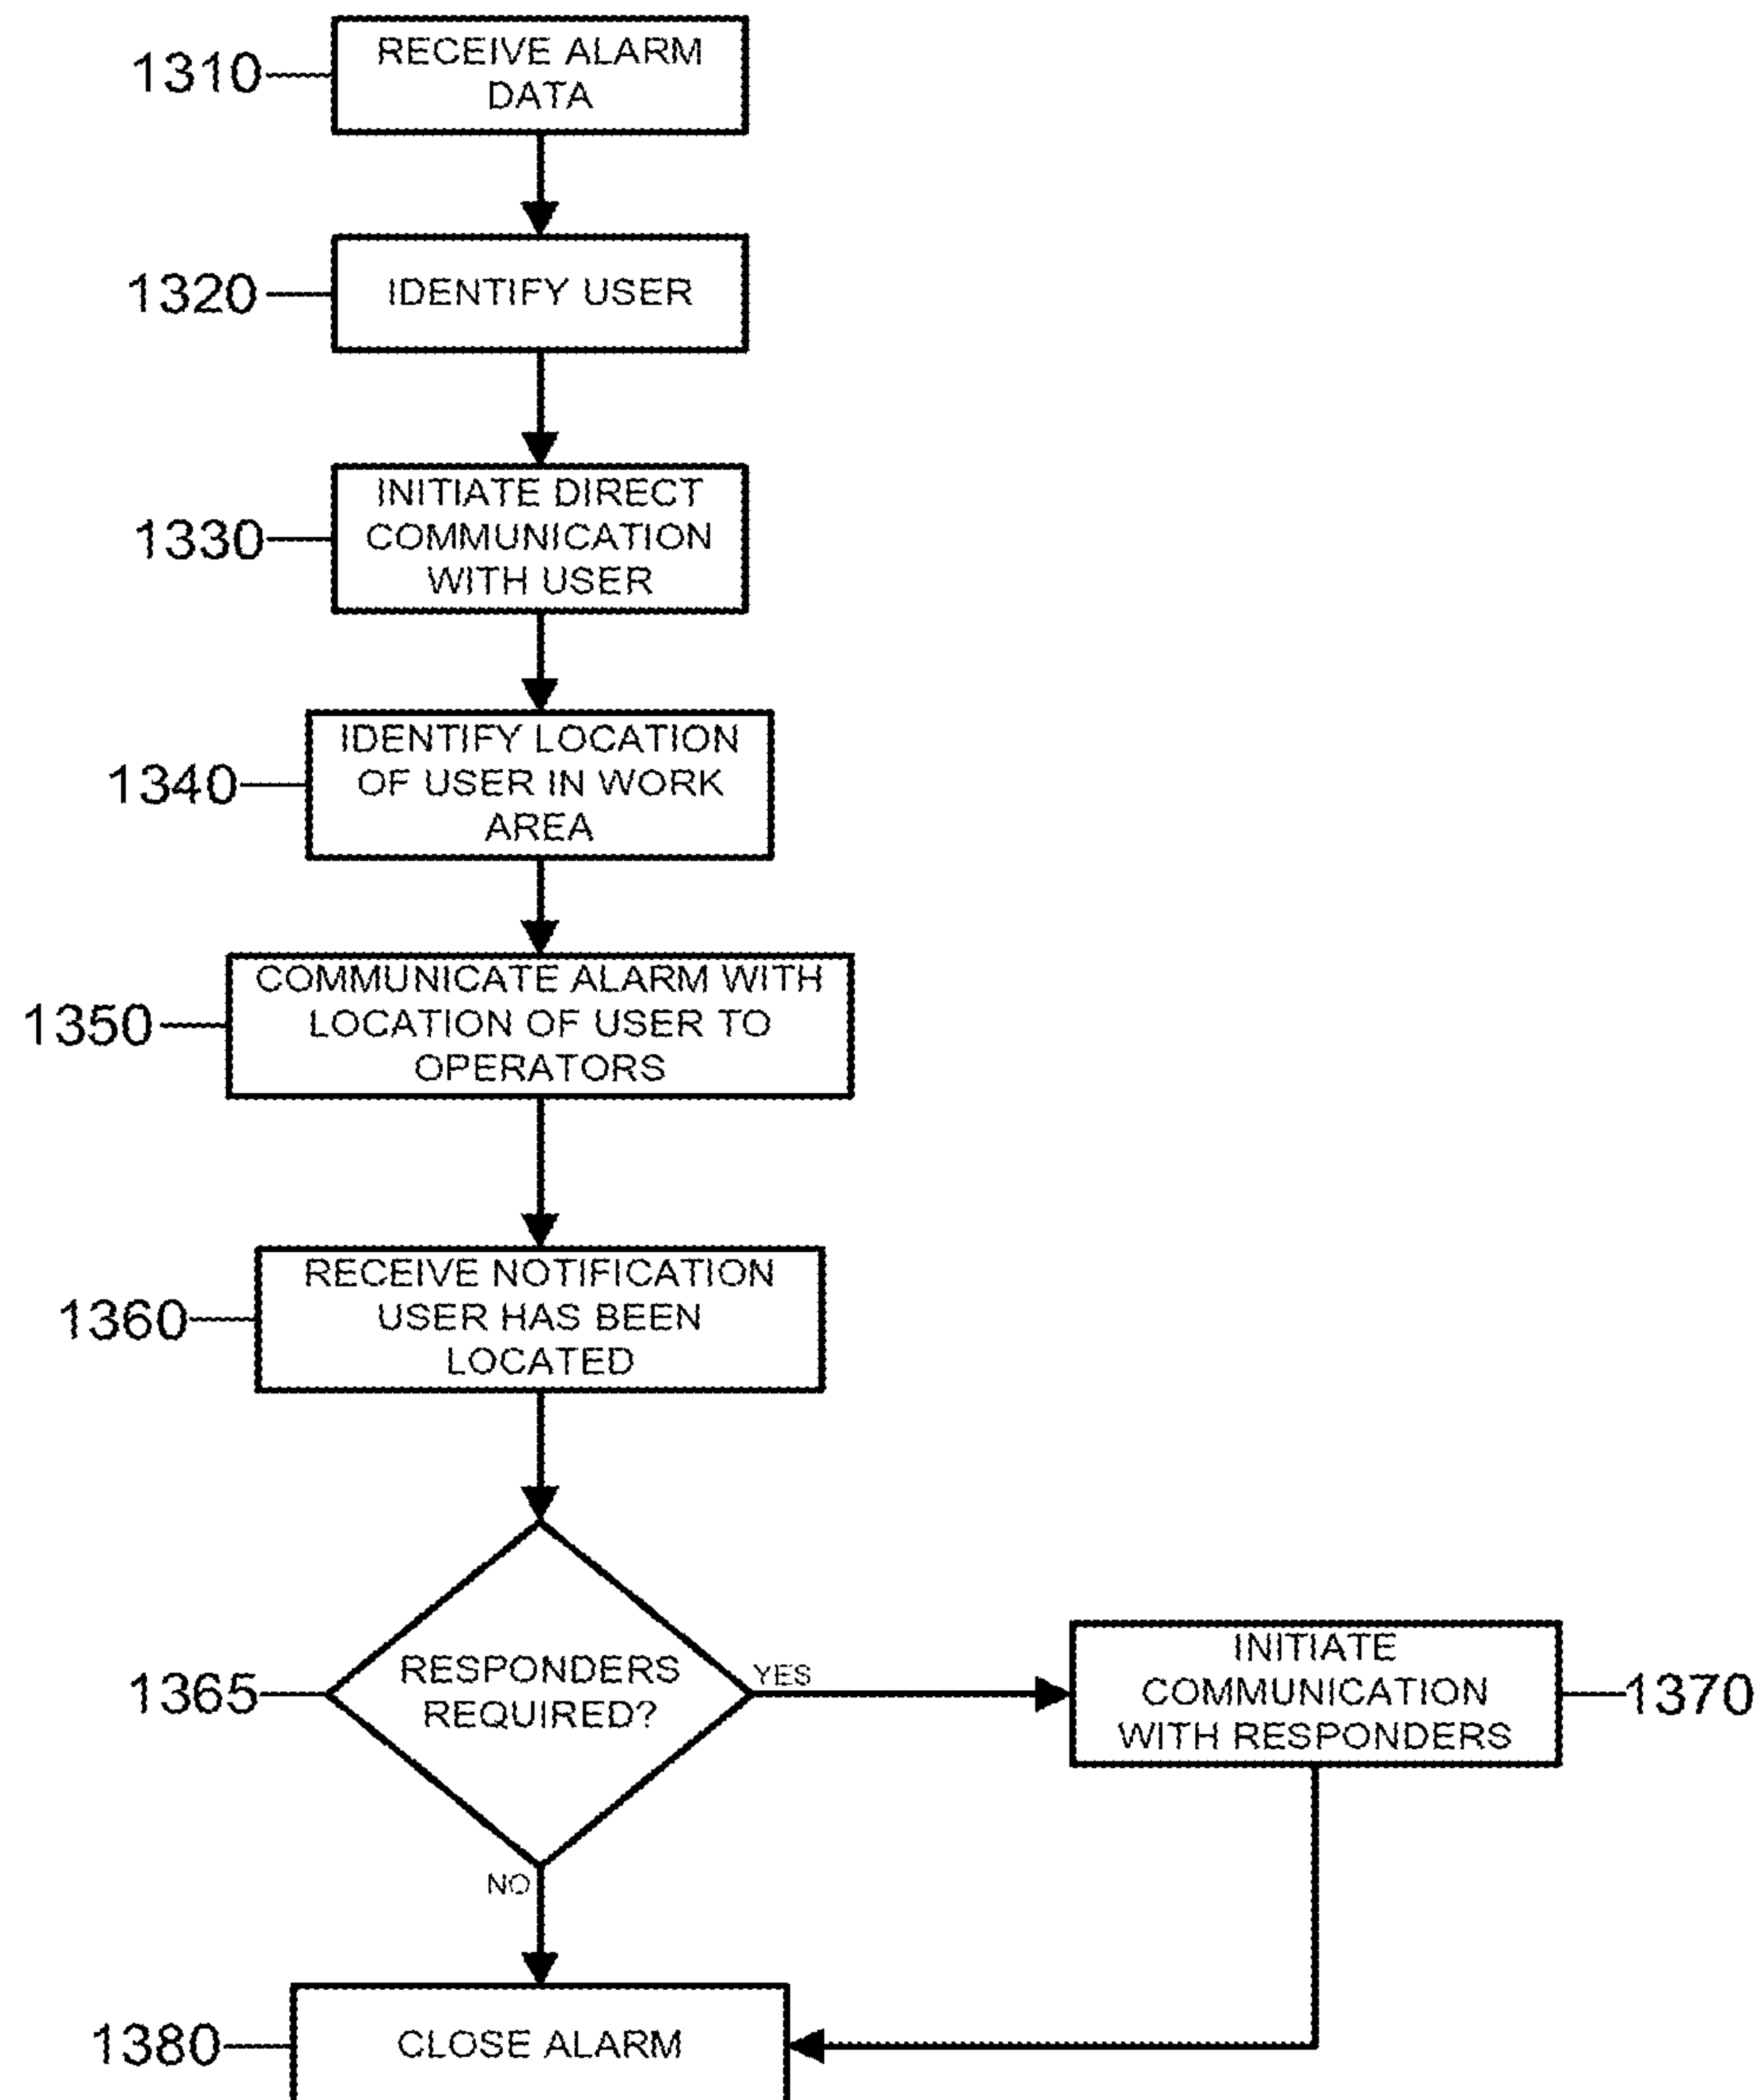 1310
RECEIVE ALARM
DATA
1320
IDENTIFY USER
1330
INITIATE DIRECT
COMMUNICATION
WITH USER
1340
IDENTIFY LOCATION
OF USER IN WORK
AREA
1350
COMMUNICATE ALARM WITH
LOCATION OF USER TO
OPERATORS
1360
RECEIVE NOTIFICATION
USER HAS BEEN
LOCATED
1365
RESPONDERS
REQUIRED?
YES
INITIATE
COMMUNICATION
WITH RESPONDERS
1370
NO
1380
CLOSE ALARM